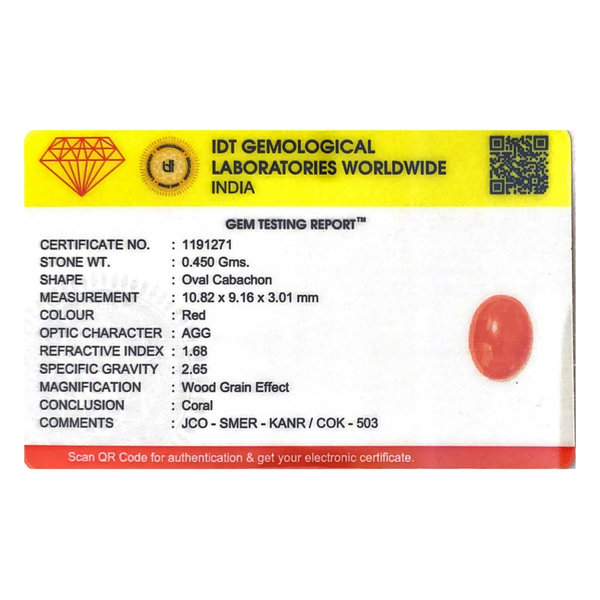 IDT GEMOLOGICAL
LABORATORIES WORLDWIDE
INDIA
GEM TESTING REPORT™
CERTIFICATE NO. : 1191271
STONE WT. : 0.450 Gms.
SHAPE : Oval Cabachon
MEASUREMENT : 10.82 x 9.16 x 3.01 mm
COLOUR : Red
OPTIC CHARACTER : AGG
REFRACTIVE INDEX : 1.68
SPECIFIC GRAVITY : 2.65
MAGNIFICATION : Wood Grain Effect
CONCLUSION : Coral
COMMENTS : JCO - SMER - KANR / COK - 503
Scan QR Code for authentication & get your electronic certificate.